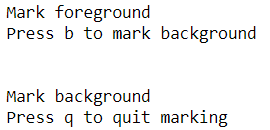 Mark foreground
Press b to mark background
Mark background
Press q to quit marking